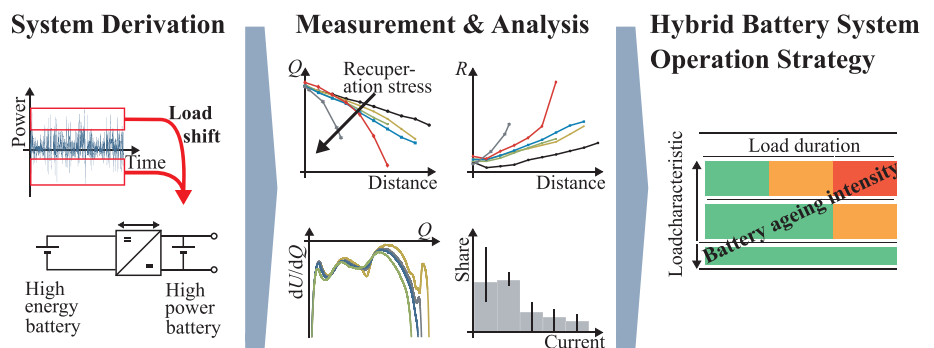 System Derivation
Power
Load
shift
Time
High
energy
battery
High
power
battery
Measurement & Analysis
Q
Recuper-
ation stress
Distance
R
Distance
dU/dQ
Q
Share
Current
Hybrid Battery System
Operation Strategy
Loadcharacteristic
Load duration
Battery ageing intensity